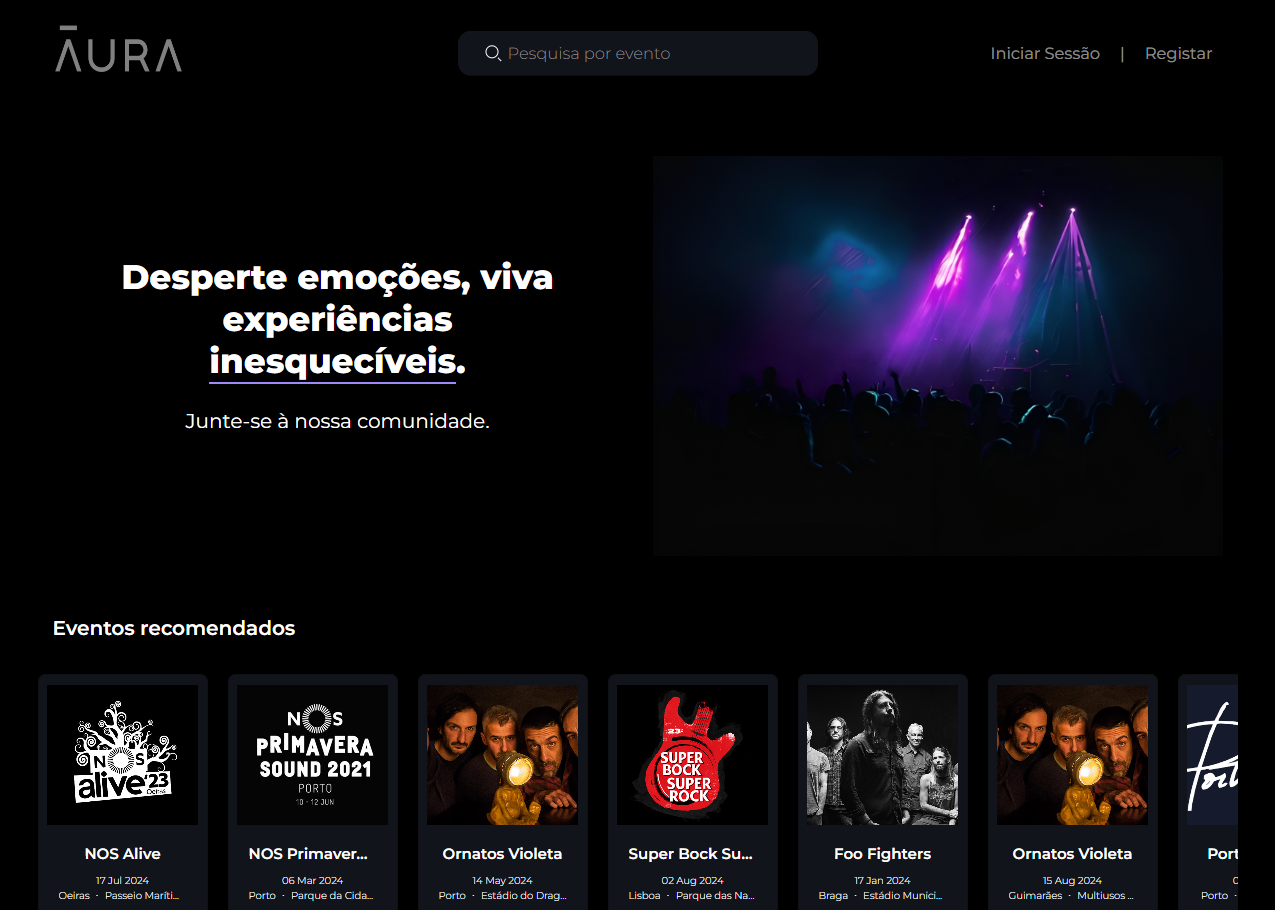 ĀURA
Pesquisa por evento
Iniciar Sessão | Registar
Desperte emoções, viva
experiências
inesquecíveis.
Junte-se à nossa comunidade.
Eventos recomendados
NOS
alive'23
Oeiras
NOS Alive
17 Jul 2024
Oeiras · Passeio Maríti...
NOS
PRIMAVERA
SOUND 2021
PORTO
10 - 12 JUN
NOS Primaver...
06 Mar 2024
Porto · Parque da Cida...
Ornatos Violeta
14 May 2024
Porto · Estádio do Drag...
SUPER
BOCK
SUPER
ROCK
Super Bock Su...
02 Aug 2024
Lisboa · Parque das Na...
Foo Fighters
17 Jan 2024
Braga · Estádio Munici...
Ornatos Violeta
15 Aug 2024
Guimarães · Multiusos ...
Port
0
Porto ·